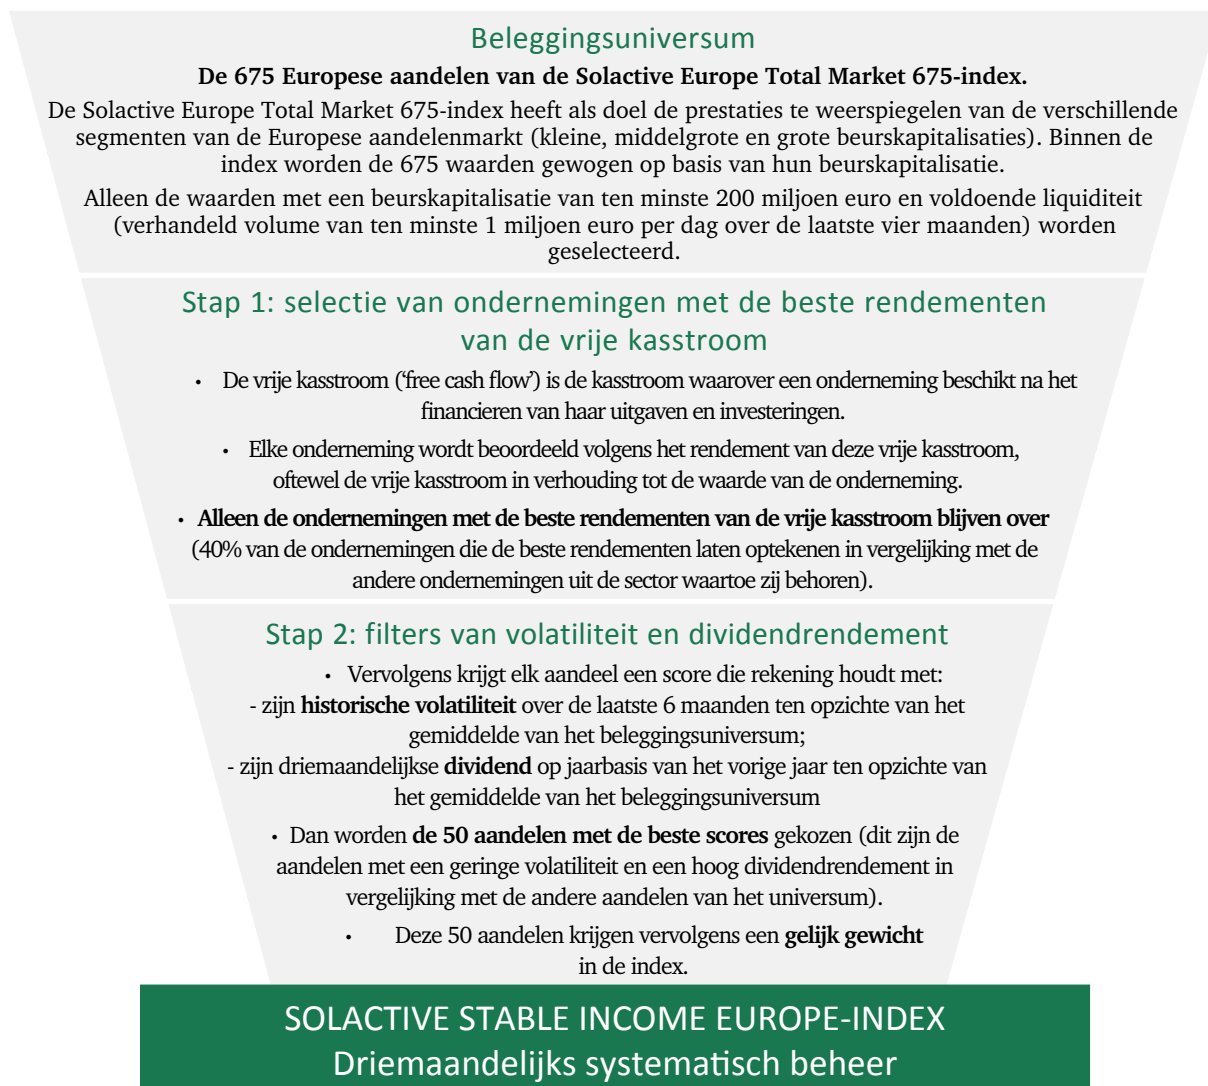 Beleggingsuniversum
De 675 Europese aandelen van de Solactive Europe Total Market 675-index.
De Solactive Europe Total Market 675-index heeft als doel de prestaties te weerspiegelen van de verschillende
segmenten van de Europese aandelenmarkt (kleine, middelgrote en grote beurskapitalisaties). Binnen de
index worden de 675 waarden gewogen op basis van hun beurskapitalisatie.
Alleen de waarden met een beurskapitalisatie van ten minste 200 miljoen euro en voldoende liquiditeit
(verhandeld volume van ten minste 1 miljoen euro per dag over de laatste vier maanden) worden
geselecteerd.
Stap 1: selectie van ondernemingen met de beste rendementen
van de vrije kasstroom
• De vrije kasstroom (‘free cash flow’) is de kasstroom waarover een onderneming beschikt na het
financieren van haar uitgaven en investeringen.
• Elke onderneming wordt beoordeeld volgens het rendement van deze vrije kasstroom,
oftewel de vrije kasstroom in verhouding tot de waarde van de onderneming.
• Alleen de ondernemingen met de beste rendementen van de vrije kasstroom blijven over
(40% van de ondernemingen die de beste rendementen laten optekenen in vergelijking met de
andere ondernemingen uit de sector waartoe zij behoren).
Stap 2: filters van volatiliteit en dividendrendement
• Vervolgens krijgt elk aandeel een score die rekening houdt met:
- zijn historische volatiliteit over de laatste 6 maanden ten opzichte van het
gemiddelde van het beleggingsuniversum;
- zijn driemaandelijkse dividend op jaarbasis van het vorige jaar ten opzichte van
het gemiddelde van het beleggingsuniversum
• Dan worden de 50 aandelen met de beste scores gekozen (dit zijn de
aandelen met een geringe volatiliteit en een hoog dividendrendement in
vergelijking met de andere aandelen van het universum).
• Deze 50 aandelen krijgen vervolgens een gelijk gewicht
in de index.
SOLACTIVE STABLE INCOME EUROPE-INDEX
Driemaandelijks systematisch beheer